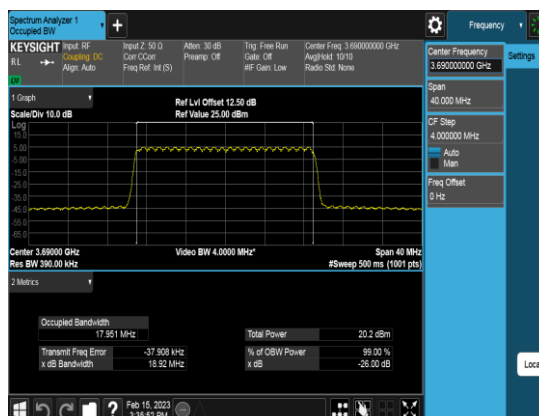 Spectrum Analyzer 1
Occupied BW
+
Frequency
KEYSIGHT
Input: RF
Coupling: DC
Align: Auto
Input Z: 50 Ω
Corr CCorr
Freq Ref: Int (S)
Atten: 30 dB
Preamp: Off
Trig: Free Run
Gate: Off
#IF Gain: Low
Center Freq: 3.690000000 GHz
Avg|Hold: 10/10
Radio Std: None
RL
Center Frequency
3.690000000 GHz
Settings
Span
40.000 MHz
CF Step
4.000000 MHz
Auto
Man
Freq Offset
0 Hz
1 Graph
Scale/Div 10.0 dB
Ref Lvl Offset 12.50 dB
Ref Value 25.00 dBm
Log
15.0
5.00
-5.00
-15.0
-25.0
-35.0
-45.0
-55.0
-65.0
Center 3.69000 GHz
Res BW 390.00 kHz
Video BW 4.0000 MHz*
Span 40 MHz
#Sweep 500 ms (1001 pts)
2 Metrics
Occupied Bandwidth
17.951 MHz
Transmit Freq Error -37.908 kHz
x dB Bandwidth 18.92 MHz
Total Power 20.2 dBm
% of OBW Power 99.00 %
x dB -26.00 dB
Loca
?
Feb 15, 2023